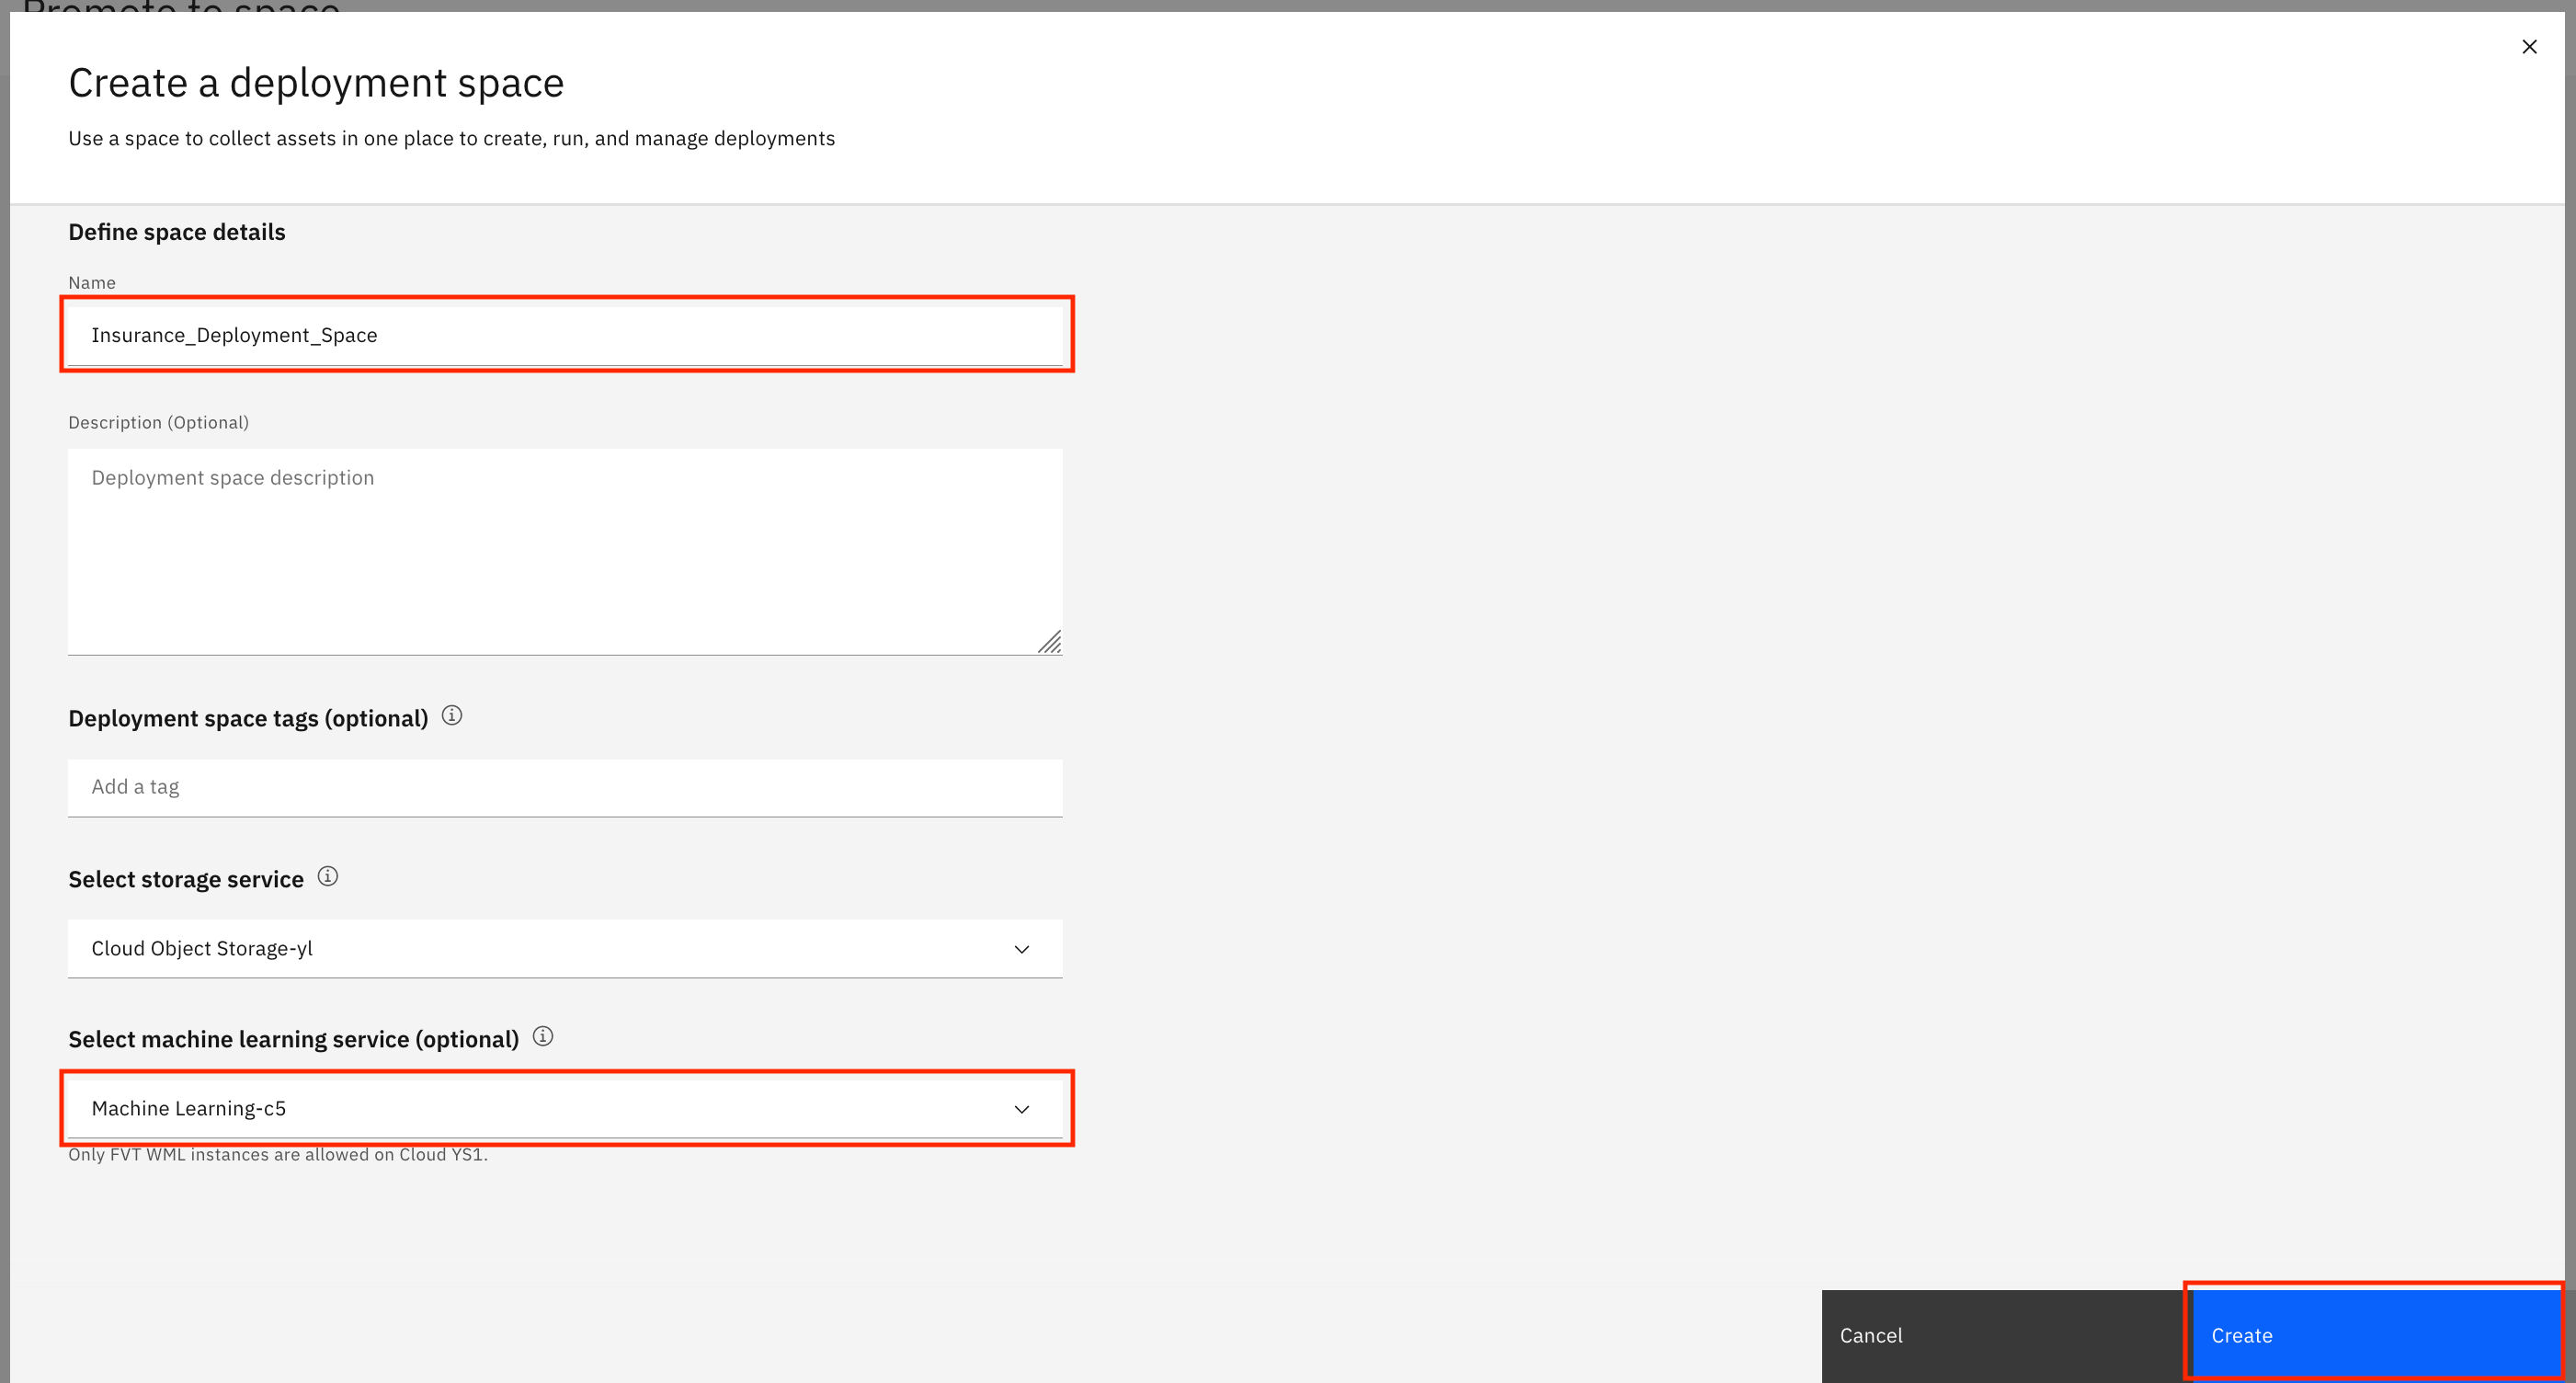 Promote to space
Create a deployment space
Use a space to collect assets in one place to create, run, and manage deployments
Define space details
Name
Insurance_Deployment_Space
Description (Optional)
Deployment space description
Deployment space tags (optional)
Add a tag
Select storage service
Cloud Object Storage-yl
Select machine learning service (optional)
Machine Learning-c5
Only FVT WML instances are allowed on Cloud YS1.
Cancel
Create